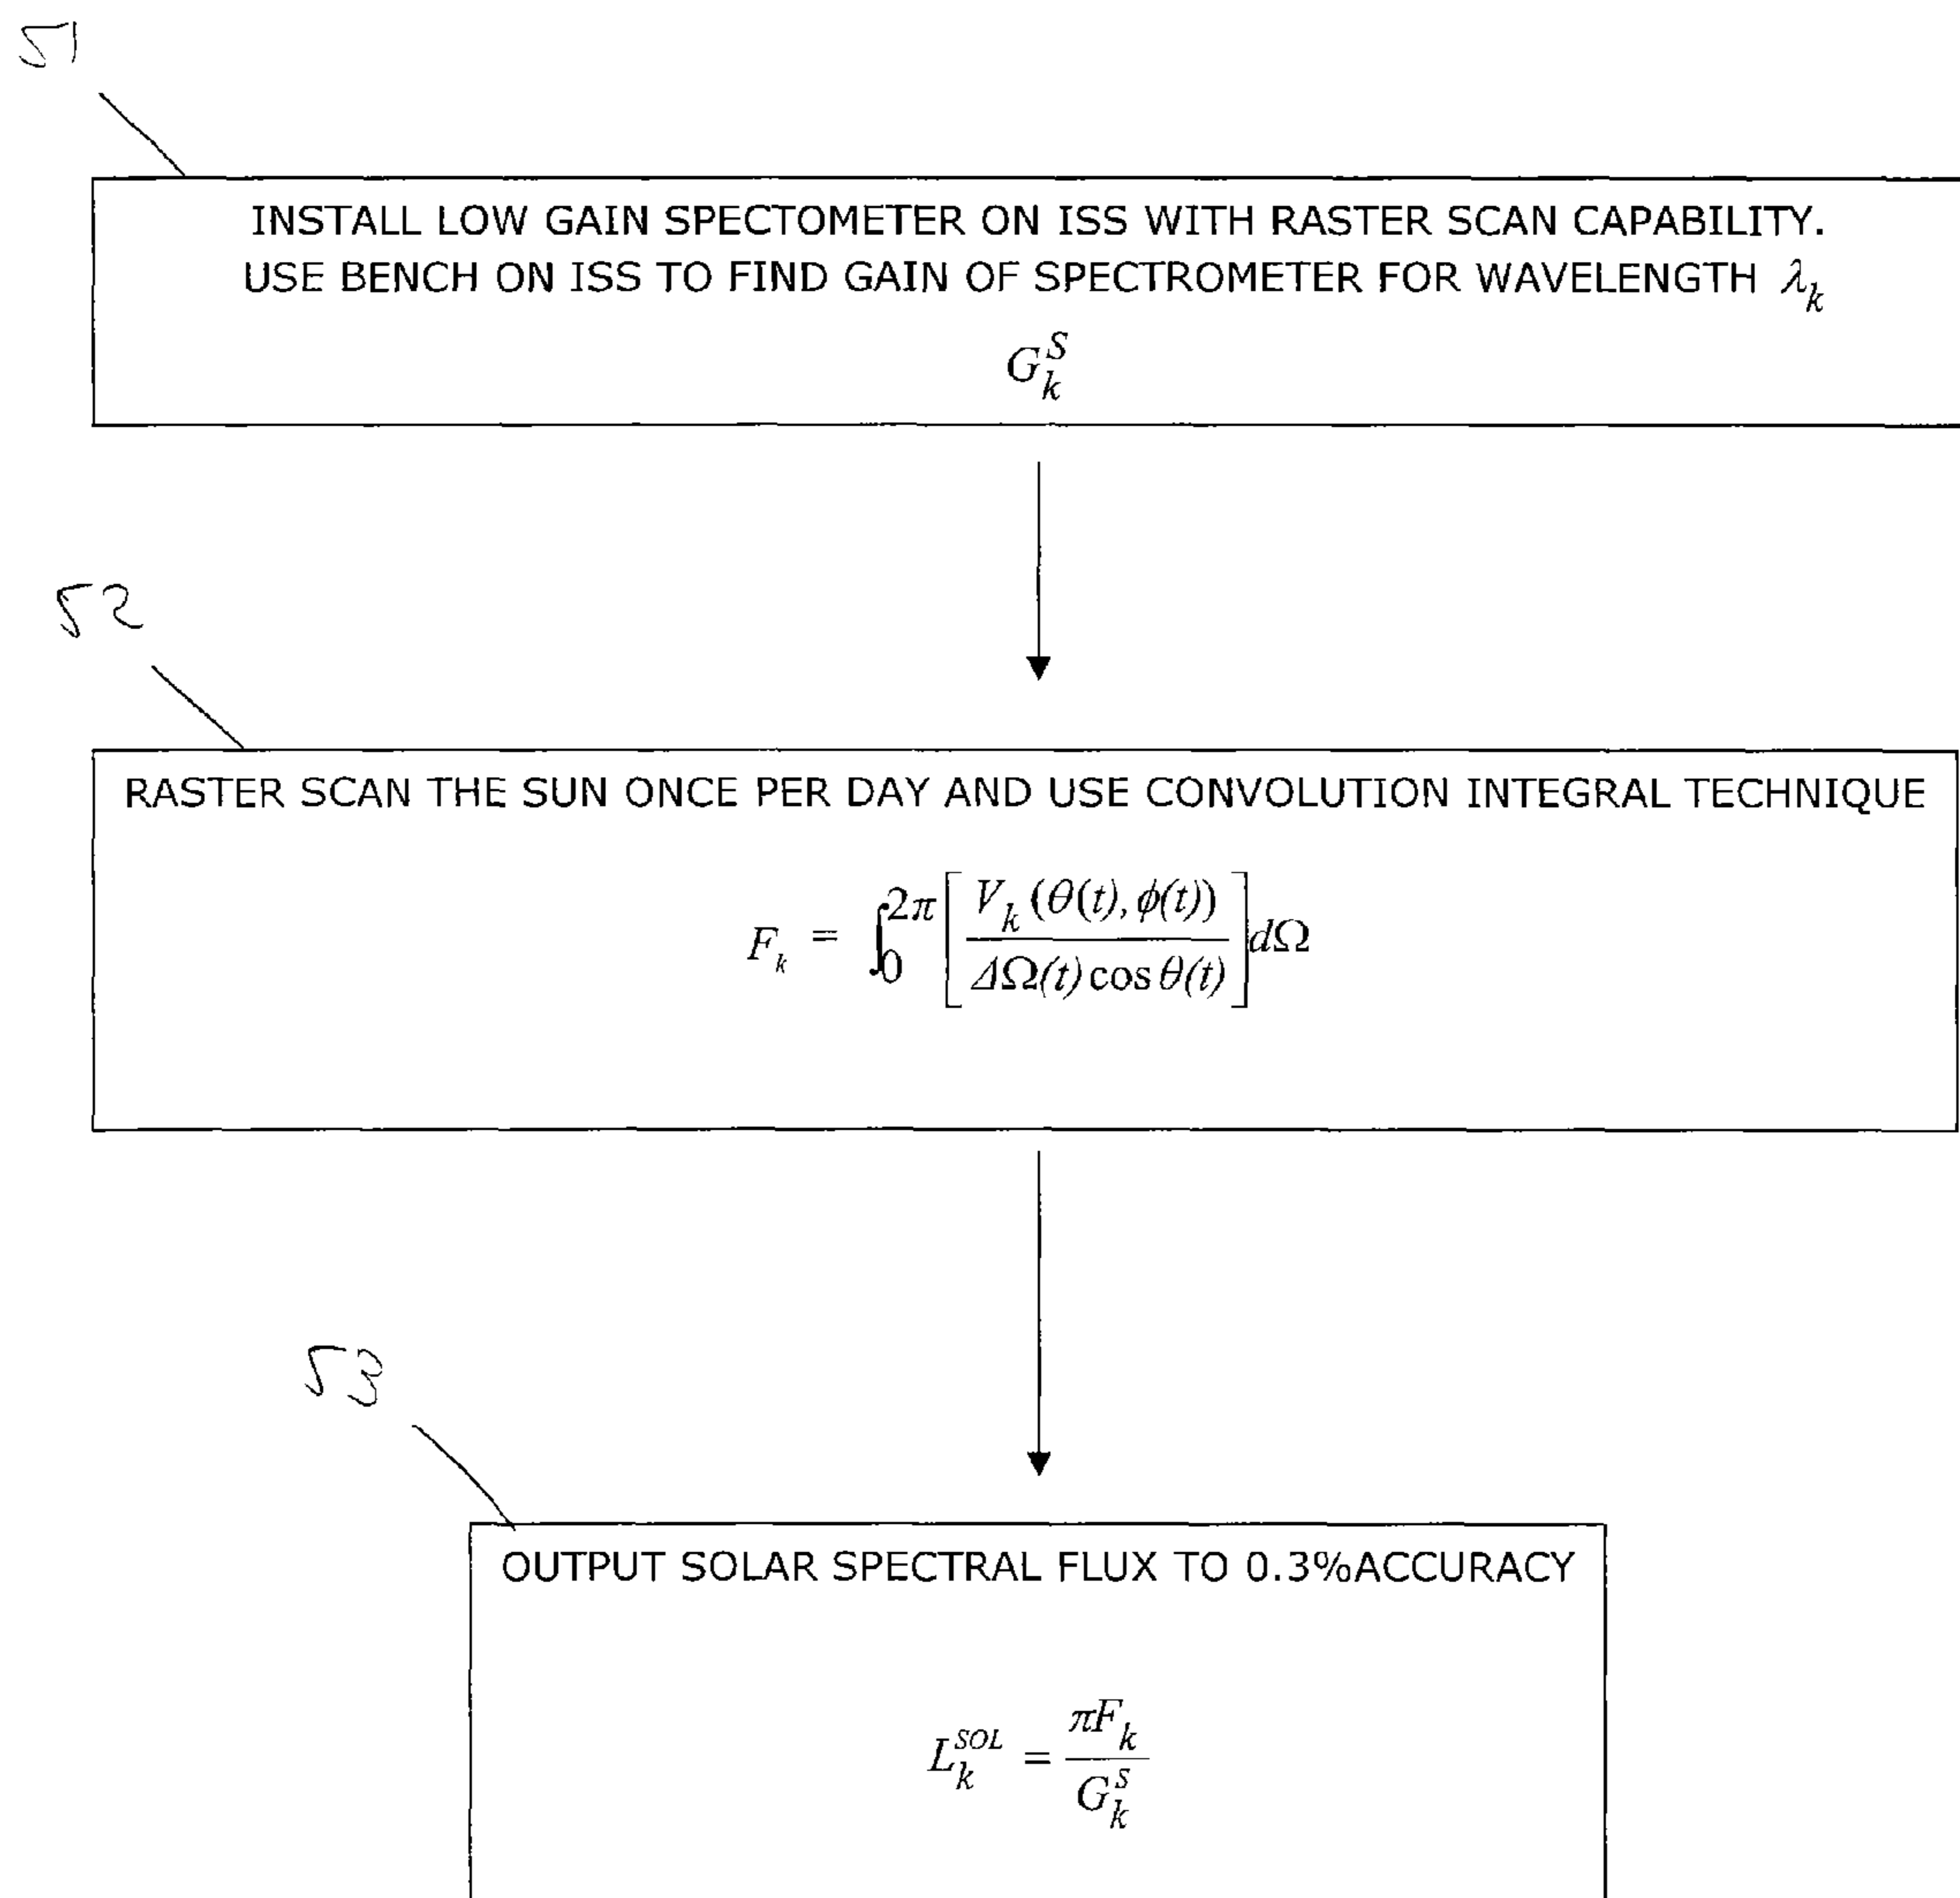 51
INSTALL LOW GAIN SPECTOMETER ON ISS WITH RASTER SCAN CAPABILITY.
USE BENCH ON ISS TO FIND GAIN OF SPECTROMETER FOR WAVELENGTH λ_k
G_k^S
52
RASTER SCAN THE SUN ONCE PER DAY AND USE CONVOLUTION INTEGRAL TECHNIQUE
F_k = ∫_0^{2π} [ V_k (θ(t), ϕ(t)) / ΔΩ(t) cos θ(t) ] dΩ
53
OUTPUT SOLAR SPECTRAL FLUX TO 0.3%ACCURACY
L_k^{SOL} = πF_k / G_k^S